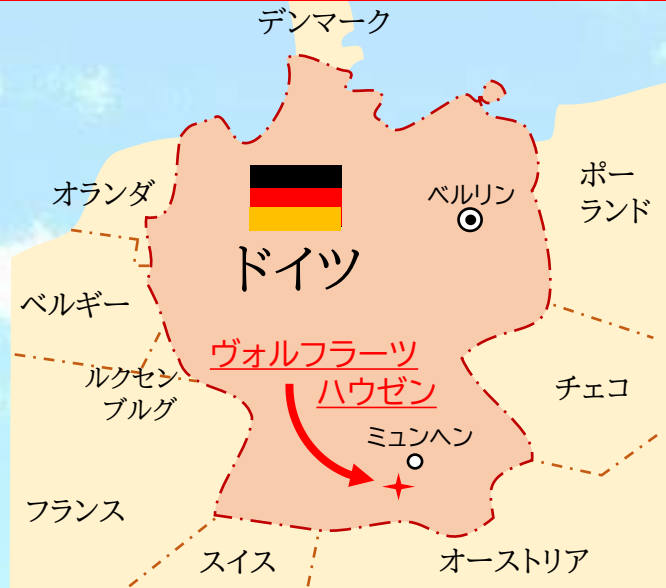 デンマーク
オランダ
ベルリン
ポー
ランド
ドイツ
ベルギー
ヴォルフラーツ
ハウゼン
ルクセン
ブルグ
チェコ
ミュンヘン
フランス
スイス
オーストリア